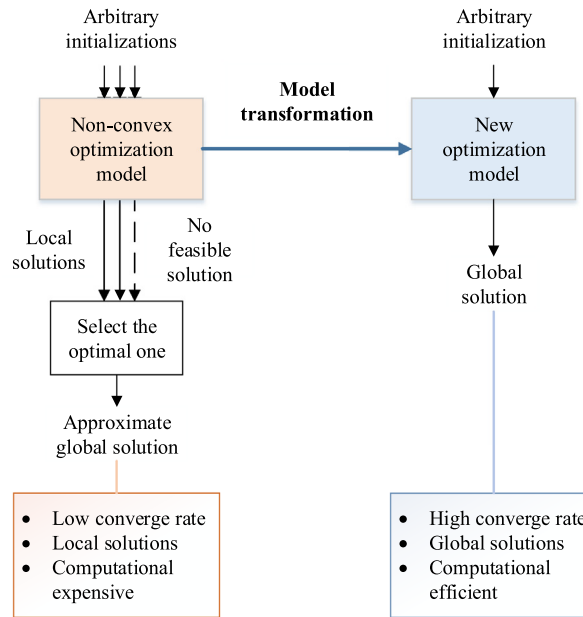 Arbitrary
initializations
Non-convex
optimization
model
Local
solutions
No
feasible
solution
Select the
optimal one
Approximate
global solution
• Low converge rate
• Local solutions
• Computational
expensive
Model
transformation
Arbitrary
initialization
New
optimization
model
Global
solution
• High converge rate
• Global solutions
• Computational
efficient